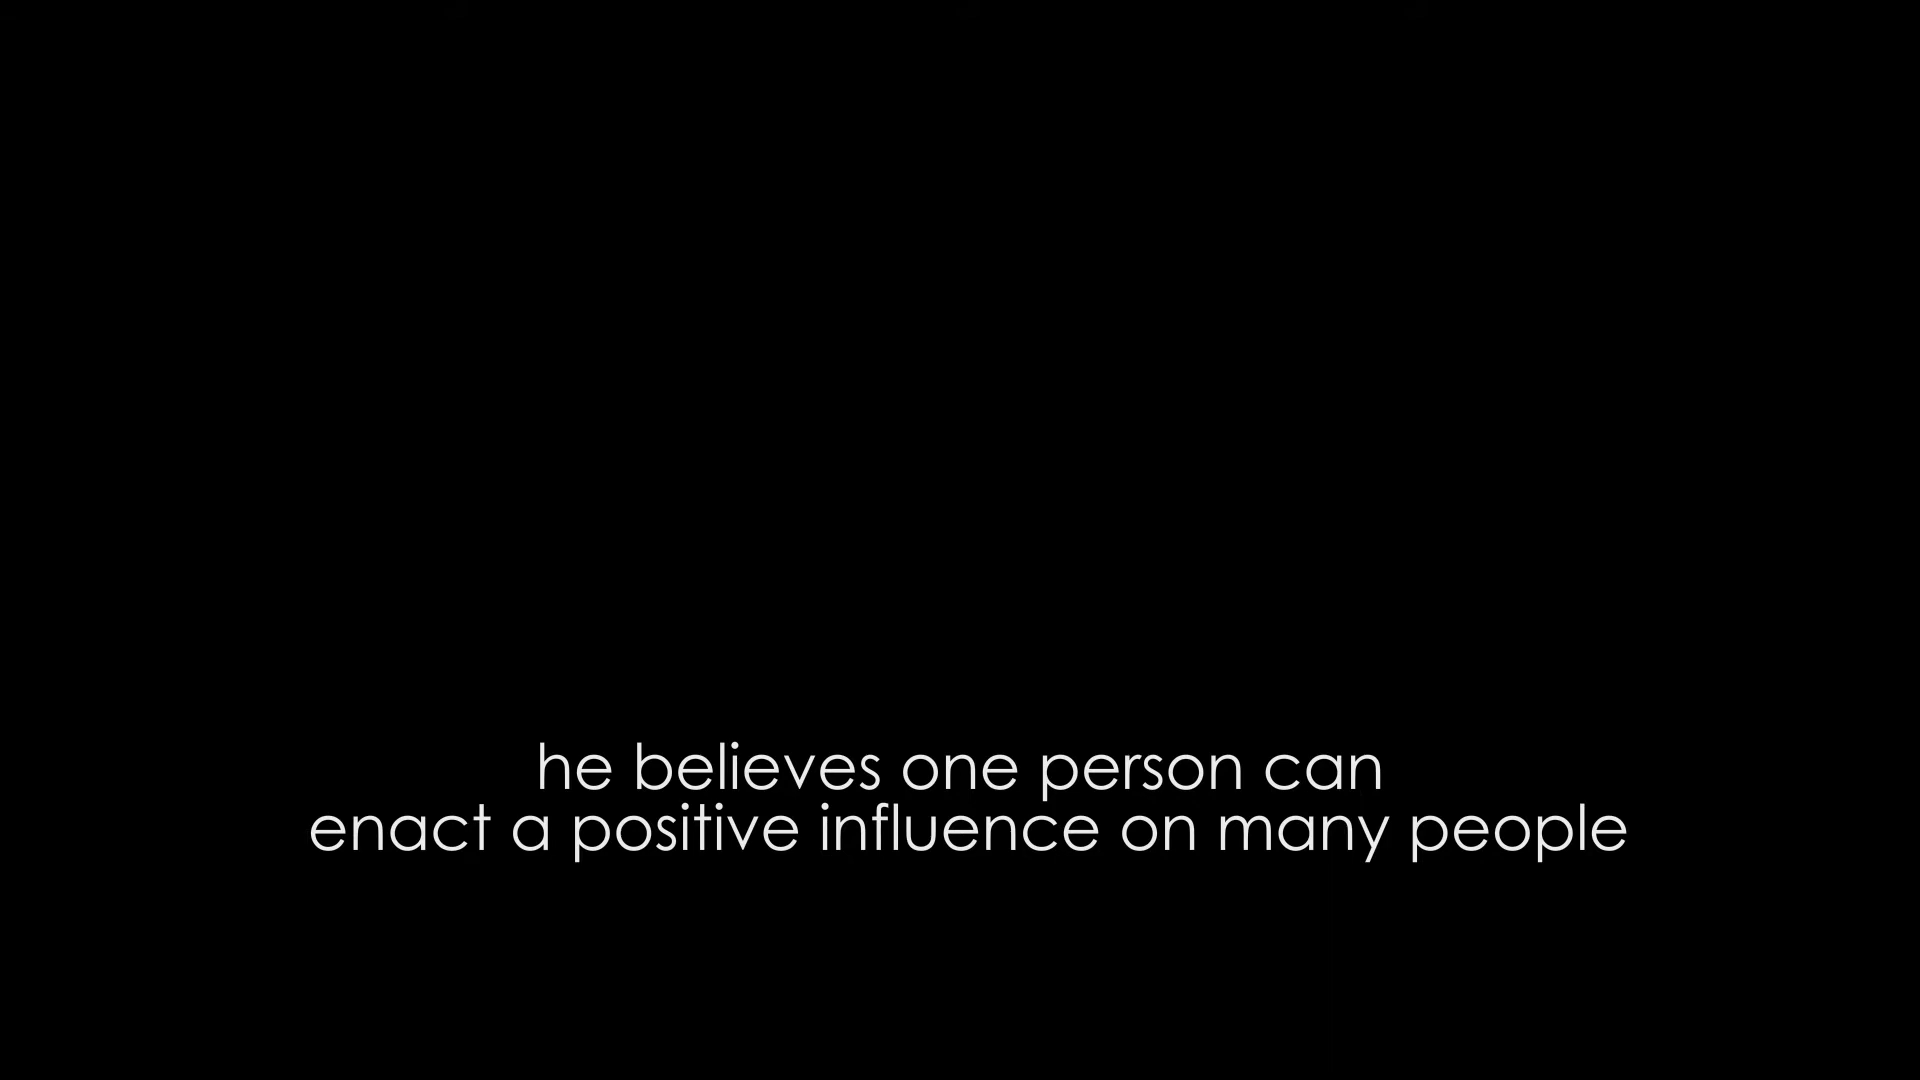 he believes one person can
enact a positive influence on many people